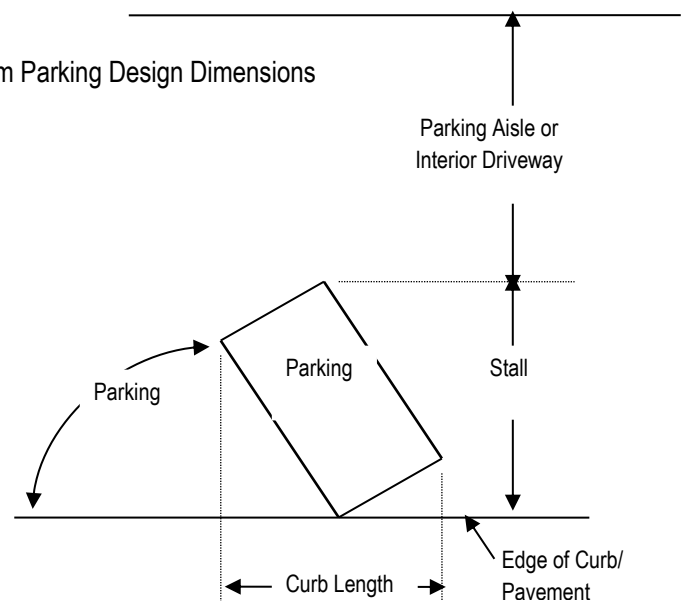 m Parking Design Dimensions
Parking Aisle or
Interior Driveway
Parking
Stall
Parking
Curb Length
Edge of Curb/
Pavement